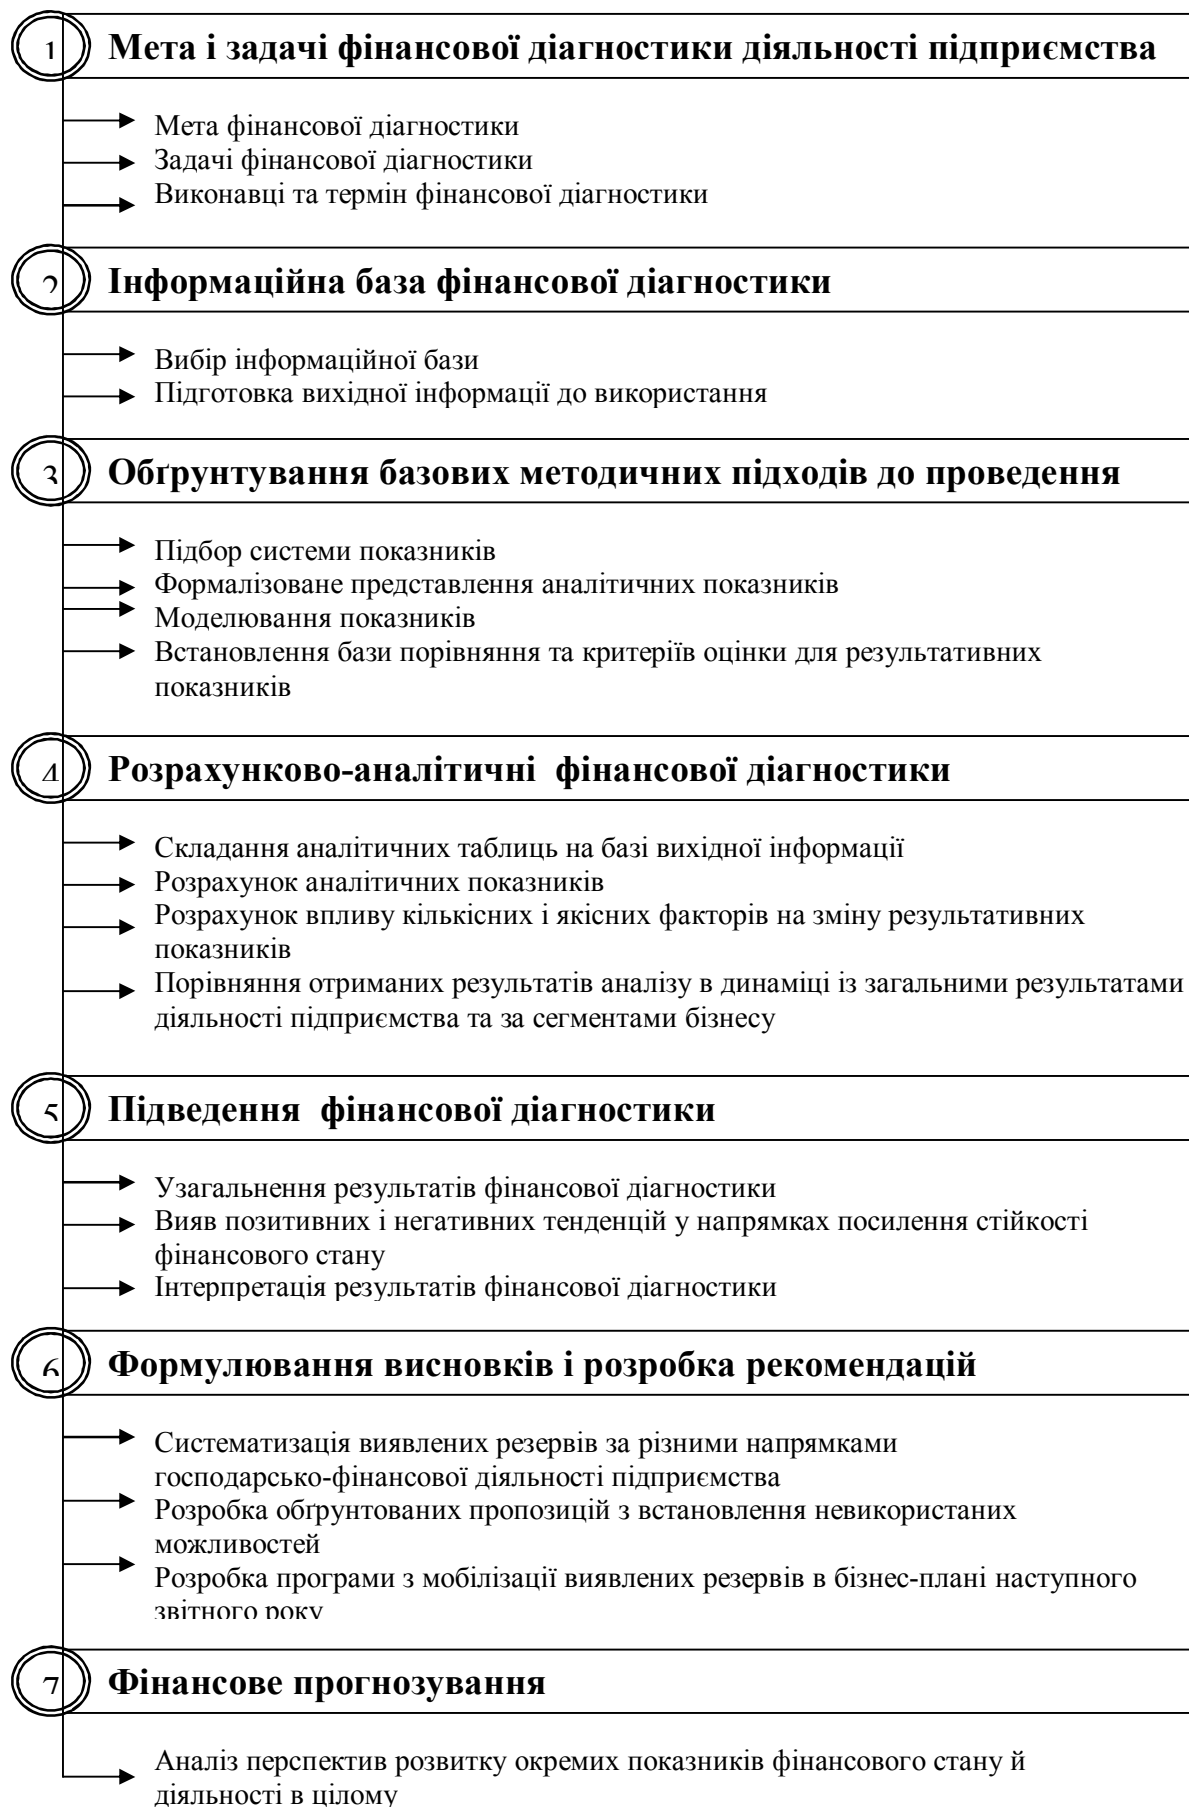 1 Мета і задачі фінансової діагностики діяльності підприємства
Мета фінансової діагностики
Задачі фінансової діагностики
Виконавці та термін фінансової діагностики
2 Інформаційна база фінансової діагностики
Вибір інформаційної бази
Підготовка вихідної інформації до використання
3 Обґрунтування базових методичних підходів до проведення
Підбор системи показників
Формалізоване представлення аналітичних показників
Моделювання показників
Встановлення бази порівняння та критеріїв оцінки для результативних
показників
4 Розрахунково-аналітичні фінансової діагностики
Складання аналітичних таблиць на базі вихідної інформації
Розрахунок аналітичних показників
Розрахунок впливу кількісних і якісних факторів на зміну результативних
показників
Порівняння отриманих результатів аналізу в динаміці із загальними результатами
діяльності підприємства та за сегментами бізнесу
5 Підведення фінансової діагностики
Узагальнення результатів фінансової діагностики
Вияв позитивних і негативних тенденцій у напрямках посилення стійкості
фінансового стану
Інтерпретація результатів фінансової діагностики
6 Формулювання висновків і розробка рекомендацій
Систематизація виявлених резервів за різними напрямками
господарсько-фінансової діяльності підприємства
Розробка обґрунтованих пропозицій з встановлення невикористаних
можливостей
Розробка програми з мобілізації виявлених резервів в бізнес-плані наступного
звітного року
7 Фінансове прогнозування
Аналіз перспектив розвитку окремих показників фінансового стану й
діяльності в цілому